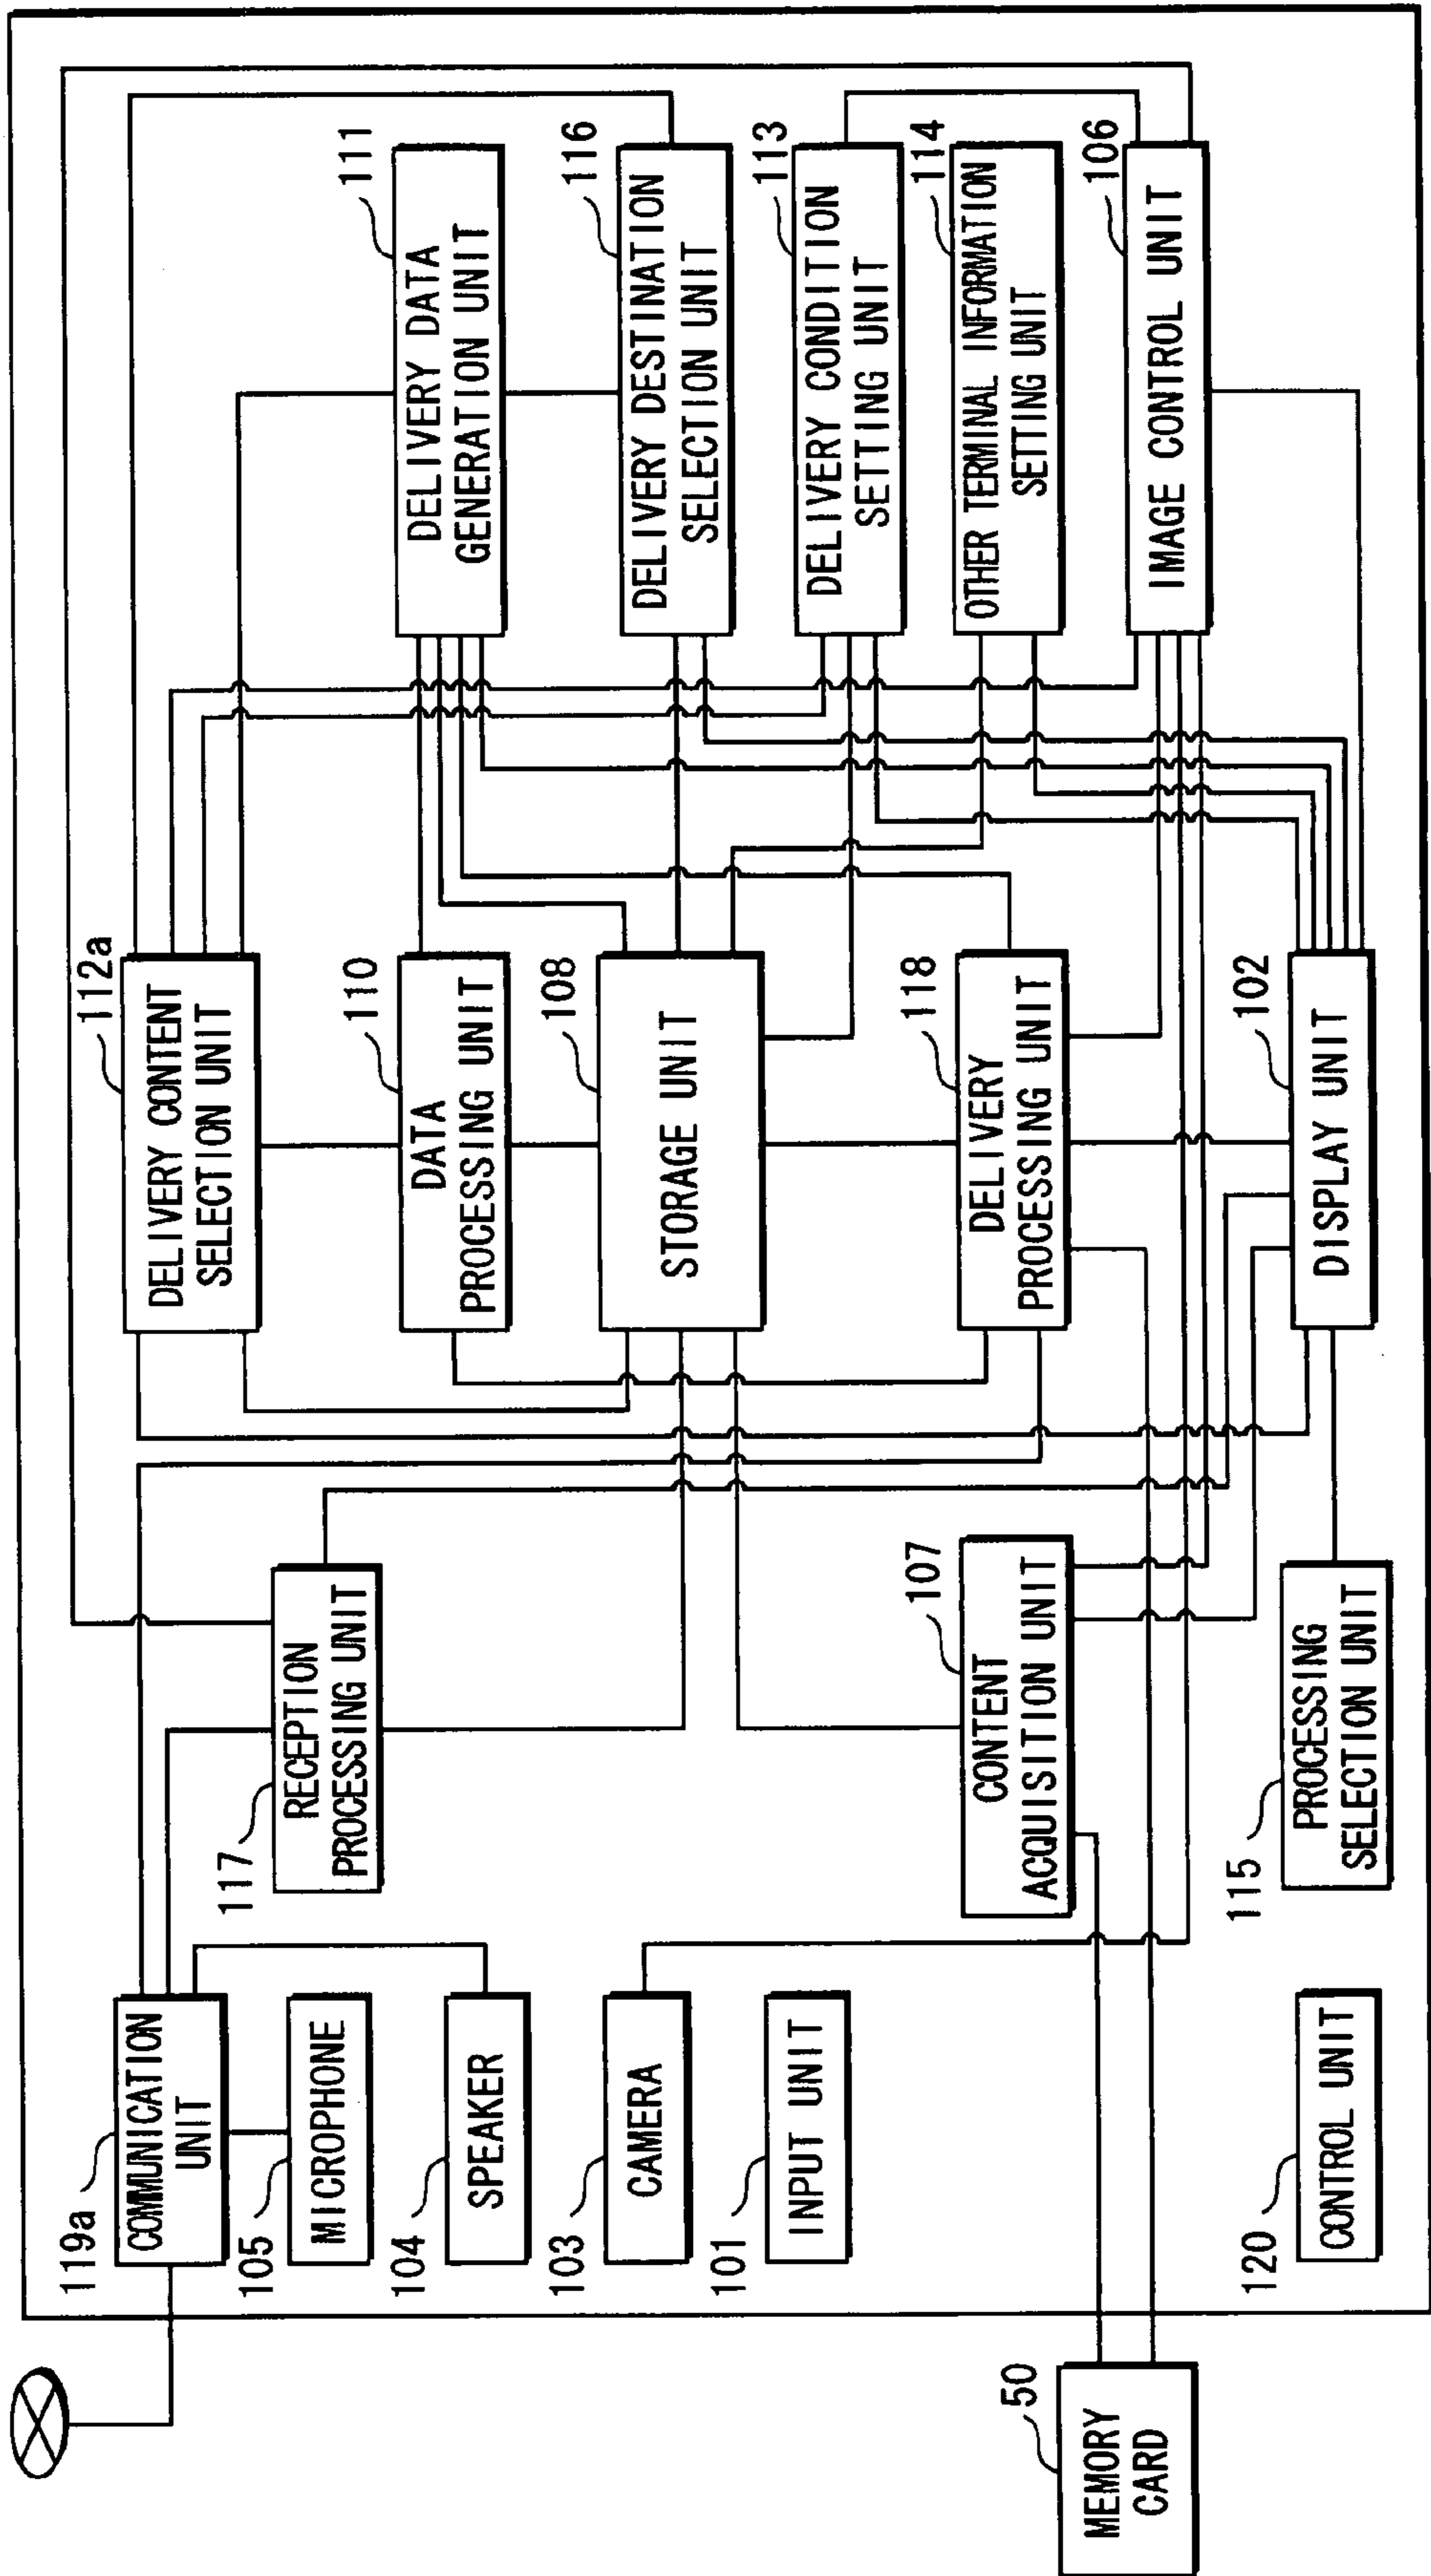 119a
COMMUNICATION
UNIT
105
MICROPHONE
104
SPEAKER
103
CAMERA
101
INPUT UNIT
120
CONTROL UNIT
50
MEMORY
CARD
117
RECEPTION
PROCESSING UNIT
107
CONTENT
ACQUISITION UNIT
115
PROCESSING
SELECTION UNIT
112a
DELIVERY CONTENT
SELECTION UNIT
110
DATA
PROCESSING UNIT
108
STORAGE UNIT
118
DELIVERY
PROCESSING UNIT
102
DISPLAY UNIT
111
DELIVERY DATA
GENERATION UNIT
116
DELIVERY DESTINATION
SELECTION UNIT
113
DELIVERY CONDITION
SETTING UNIT
114
OTHER TERMINAL INFORMATION
SETTING UNIT
106
IMAGE CONTROL UNIT